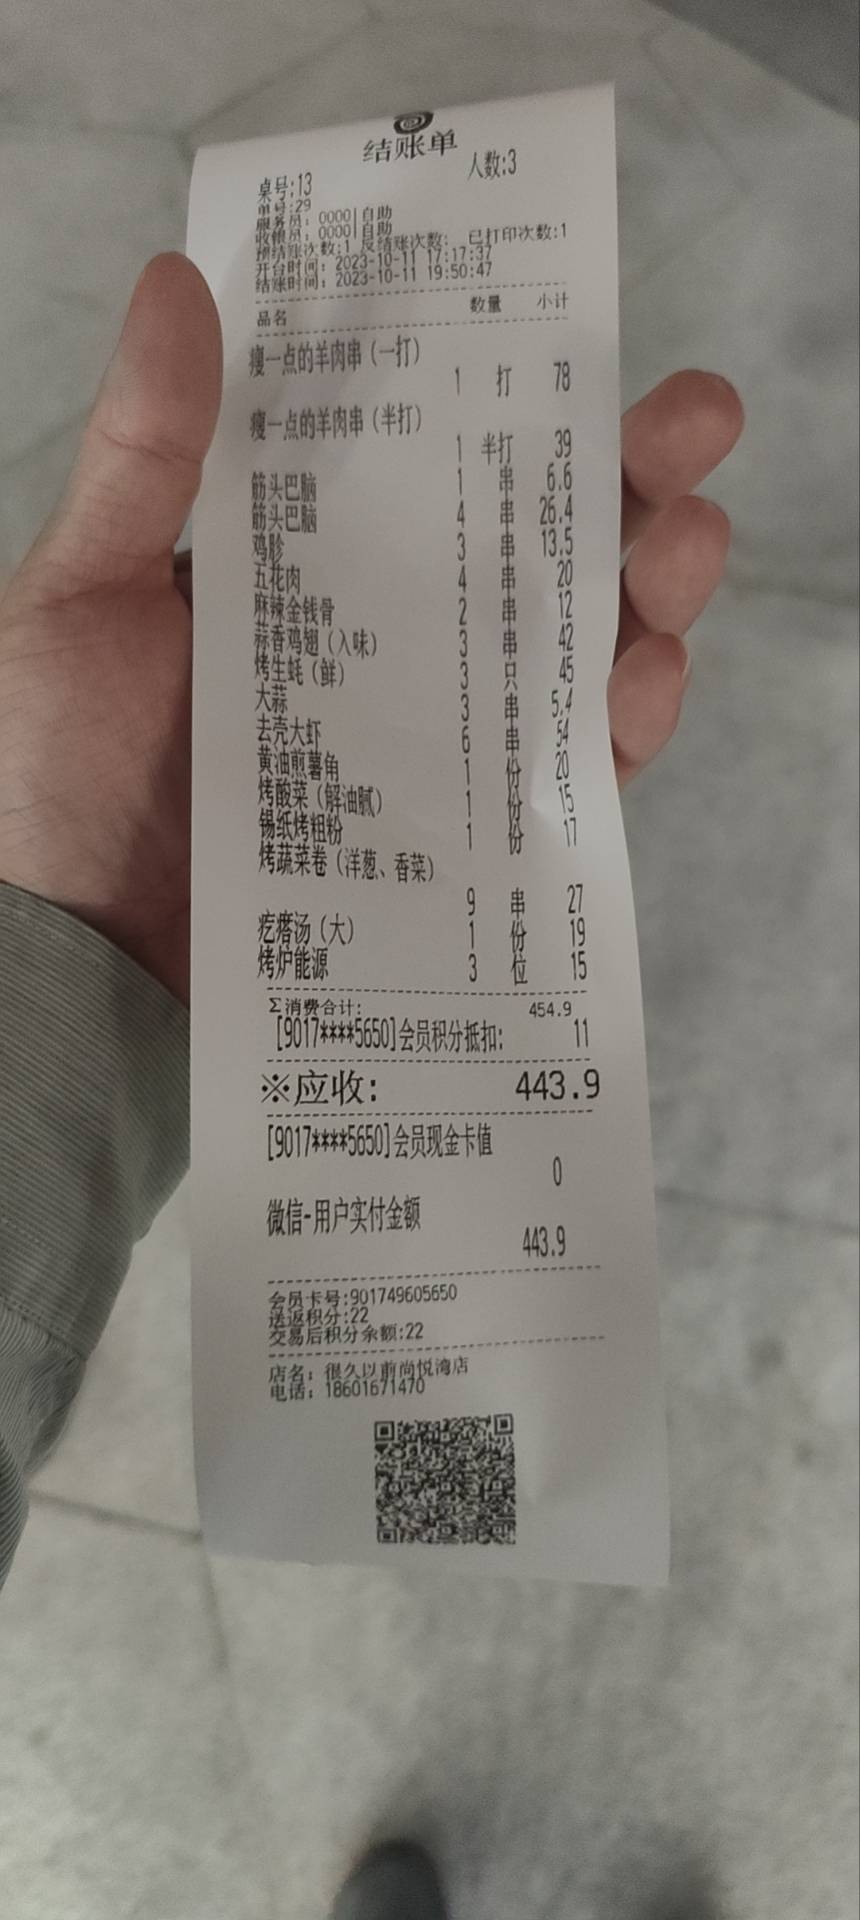 结账单
桌号:13 人数:3
单号:29
服务员: 0000|自助
收银员: 0000|自助
预结账次数:1 反结账次数: 已打印次数:1
开台时间: 2023-10-11 17:17:37
结账时间: 2023-10-11 19:50:47
品名 数量 小计
瘦一点的羊肉串(一打)
1 打 78
瘦一点的羊肉串(半打)
1 半打 39
筋头巴脑 1 串 6.6
筋头巴脑 4 串 26.4
鸡胗 3 串 13.5
五花肉 4 串 20
麻辣金钱骨 2 串 12
蒜香鸡翅(入味) 3 串 42
烤生蚝(鲜) 3 只 45
大蒜 3 串 5.4
去壳大虾 6 串 54
黄油煎薯角 1 份 20
烤酸菜(解油腻) 1 份 15
锡纸烤粗粉 1 份 17
烤蔬菜卷(洋葱、香菜)
9 串 27
疙瘩汤(大) 1 份 19
烤炉能源 3 位 15
Σ消费合计: 454.9
[9017****5650]会员积分抵扣: 11
※应收: 443.9
[9017****5650]会员现金卡值
0
微信-用户实付金额
443.9
会员卡号:901749605650
送返积分:22
交易后积分余额:22
店名: 很久以前尚悦湾店
电话: 18601671470